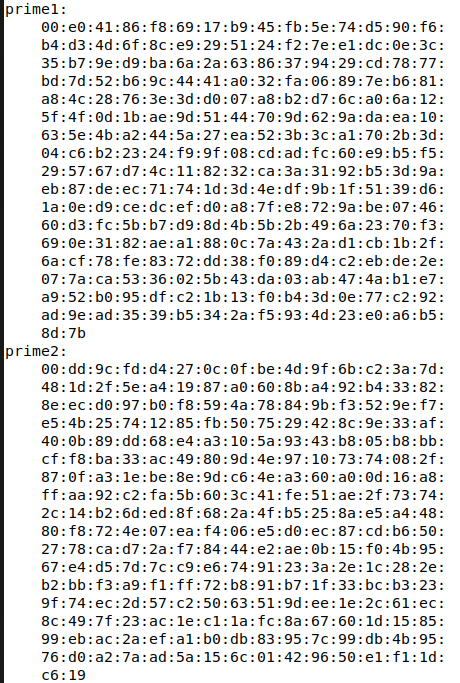 prime1:
00:e0:41:86:f8:69:17:b9:45:fb:5e:74:d5:90:f6:
b4:d3:4d:6f:8c:e9:29:51:24:f2:7e:e1:dc:0e:3c:
35:b7:9e:d9:ba:6a:2a:63:86:37:94:29:cd:78:77:
bd:7d:52:b6:9c:44:41:a0:32:fa:06:89:7e:b6:81:
a8:4c:28:76:3e:3d:d0:07:a8:b2:d7:6c:a0:6a:12:
5f:4f:0d:1b:ae:9d:51:44:70:9d:62:9a:da:ea:10:
63:5e:4b:a2:44:5a:27:ea:52:3b:3c:a1:70:2b:3d:
04:c6:b2:23:24:f9:9f:08:cd:ad:fc:60:e9:b5:f5:
29:57:67:d7:4c:11:82:32:ca:3a:31:92:b5:3d:9a:
eb:87:de:ec:71:74:1d:3d:4e:df:9b:1f:51:39:d6:
1a:0e:d9:ce:dc:ef:d0:a8:7f:e8:72:9a:be:07:46:
60:d3:fc:5b:b7:d9:8d:4b:5b:2b:49:6a:23:70:f3:
69:0e:31:82:ae:a1:88:0c:7a:43:2a:d1:cb:1b:2f:
6a:cf:78:fe:83:72:dd:38:f0:89:d4:c2:eb:de:2e:
07:7a:ca:53:36:02:5b:43:da:03:ab:47:4a:b1:e7:
a9:52:b0:95:df:c2:1b:13:f0:b4:3d:0e:77:c2:92:
ad:9e:ad:35:39:b5:34:2a:f5:93:4d:23:e0:a6:b5:
8d:7b
prime2:
00:dd:9c:fd:d4:27:0c:0f:be:4d:9f:6b:c2:3a:7d:
48:1d:2f:5e:a4:19:87:a0:60:8b:a4:92:b4:33:82:
8e:ec:d0:97:b0:f8:59:4a:78:84:9b:f3:52:9e:f7:
e5:4b:25:74:12:85:fb:50:75:29:42:8c:9e:33:af:
40:0b:89:dd:68:e4:a3:10:5a:93:43:b8:05:b8:bb:
cf:f8:ba:33:ac:49:80:9d:4e:97:10:73:74:08:2f:
87:0f:a3:1e:be:8e:9d:c6:4e:a3:60:a0:0d:16:a8:
ff:aa:92:c2:fa:5b:60:3c:41:fe:51:ae:2f:73:74:
2c:14:b2:6d:ed:8f:68:2a:4f:b5:25:8a:e5:a4:48:
80:f8:72:4e:07:ea:f4:06:e5:d0:ec:87:cd:b6:50:
27:78:ca:d7:2a:f7:84:44:e2:ae:0b:15:f0:4b:95:
67:e4:d5:7d:7c:c9:e6:74:91:23:3a:2e:1c:28:2e:
b2:bb:f3:a9:f1:ff:72:b8:91:b7:1f:33:bc:b3:23:
9f:74:ec:2d:57:c2:50:63:51:9d:ee:1e:2c:61:ec:
8c:49:7f:23:ac:1e:c1:1a:fc:8a:67:60:1d:15:85:
99:eb:ac:2a:ef:a1:b0:db:83:95:7c:99:db:4b:95:
76:d0:a2:7a:ad:5a:15:6c:01:42:96:50:e1:f1:1d:
c6:19